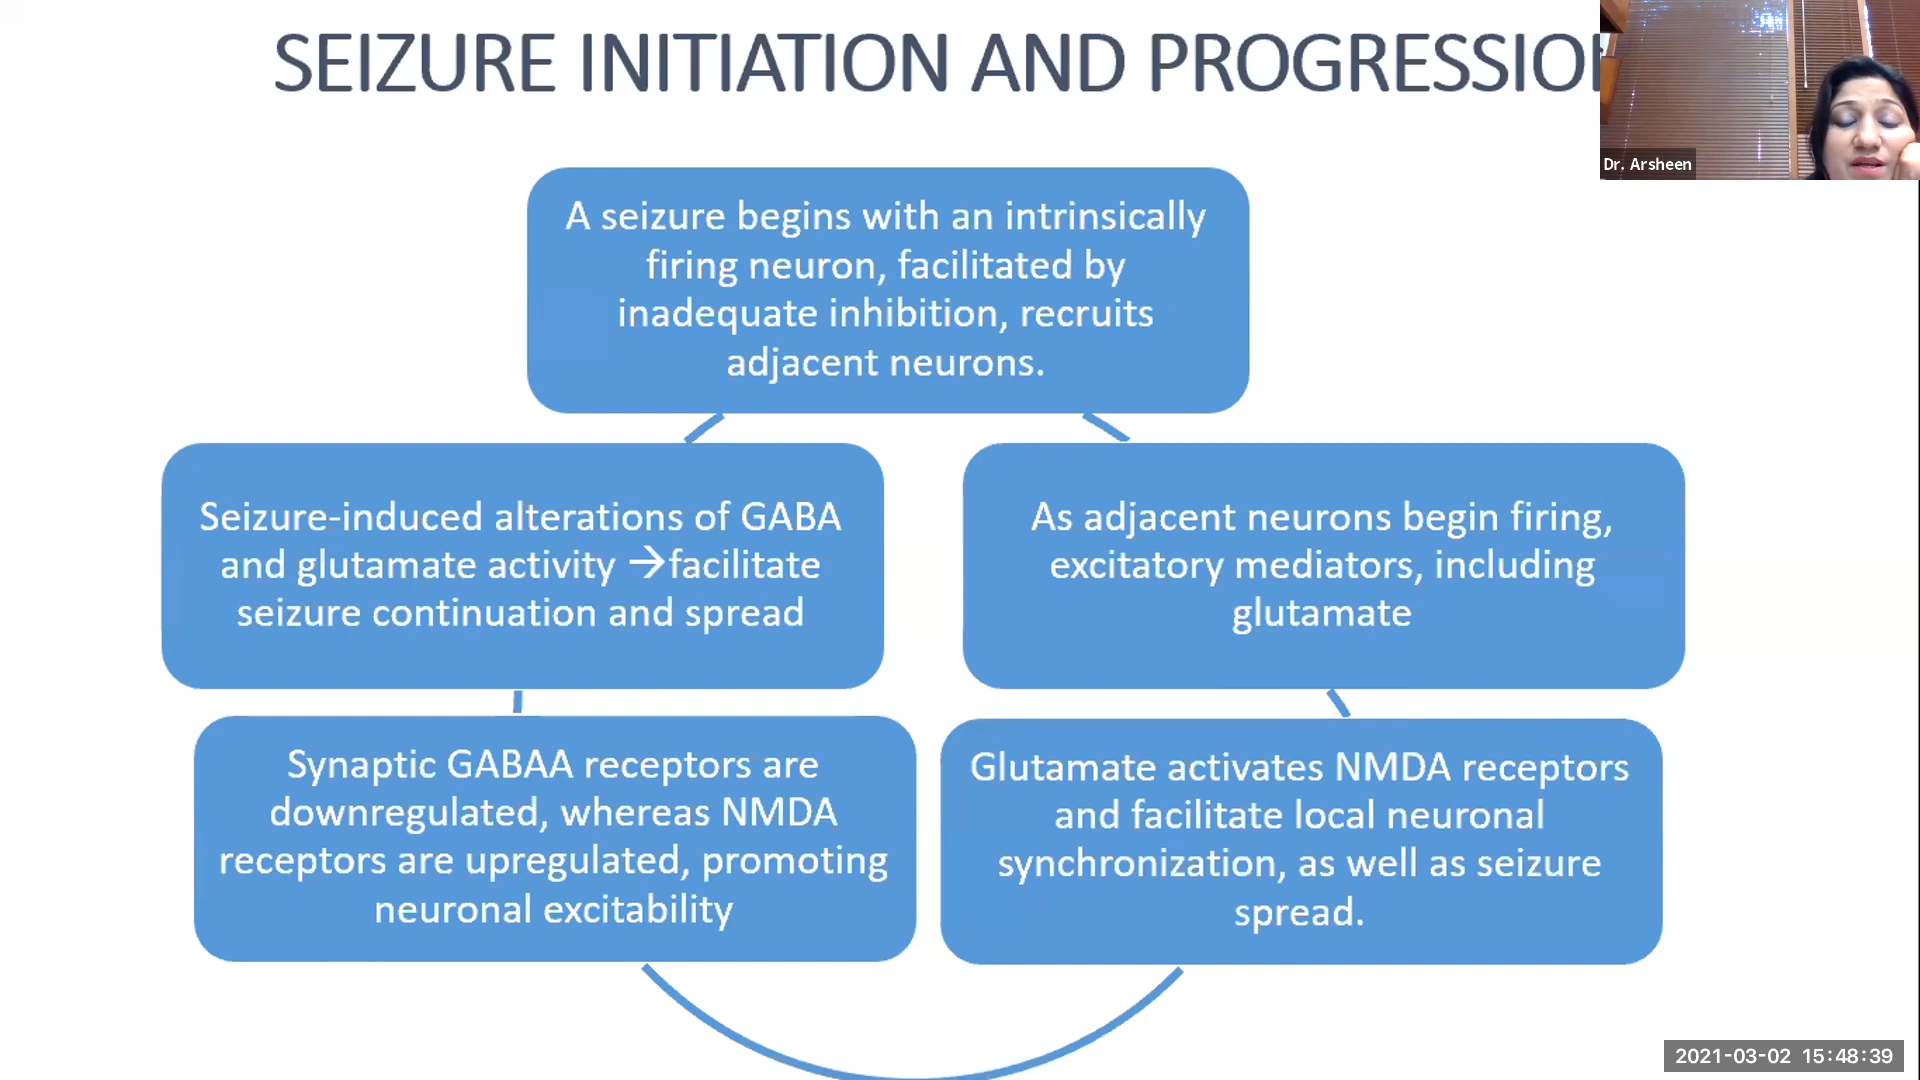 SEIZURE INITIATION AND PROGRESSION
Dr. Arsheen
A seizure begins with an intrinsically
firing neuron, facilitated by
inadequate inhibition, recruits
adjacent neurons.
Seizure-induced alterations of GABA
and glutamate activity →facilitate
seizure continuation and spread
As adjacent neurons begin firing,
excitatory mediators, including
glutamate
Synaptic GABAA receptors are
downregulated, whereas NMDA
receptors are upregulated, promoting
neuronal excitability
Glutamate activates NMDA receptors
and facilitate local neuronal
synchronization, as well as seizure
spread.
2021-03-02 15:48:39